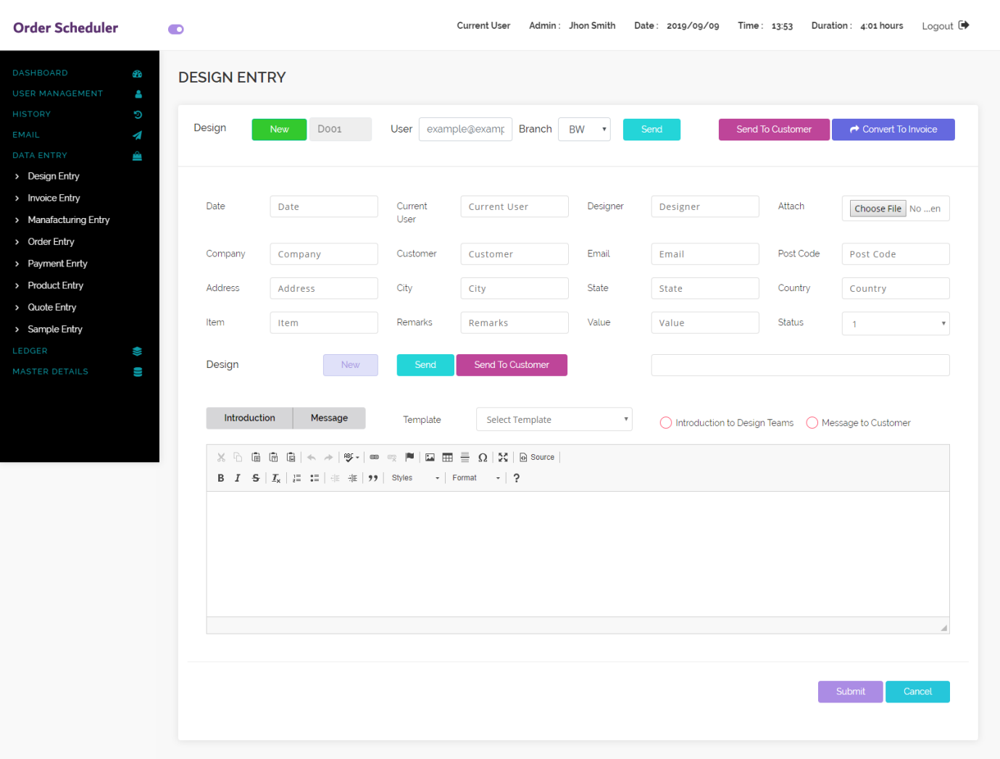 Order Scheduler
Current User Admin : Jhon Smith Date : 2019/09/09 Time : 13:53 Duration : 4:01 hours Logout
DASHBOARD
USER MANAGEMENT
HISTORY
EMAIL
DATA ENTRY
Design Entry
Invoice Entry
Manafacturing Entry
Order Entry
Payment Enrty
Product Entry
Quote Entry
Sample Entry
LEDGER
MASTER DETAILS
DESIGN ENTRY
Design New D001 User example@examp Branch BW Send Send To Customer Convert To Invoice
Date Date Current User Current User Designer Designer Attach Choose File No ...en
Company Company Customer Customer Email Email Post Code Post Code
Address Address City City State State Country Country
Item Item Remarks Remarks Value Value Status 1
Design New Send Send To Customer
Introduction Message Template Select Template Introduction to Design Teams Message to Customer
ABC Ω Source
B I S Ix Styles Format ?
Submit Cancel